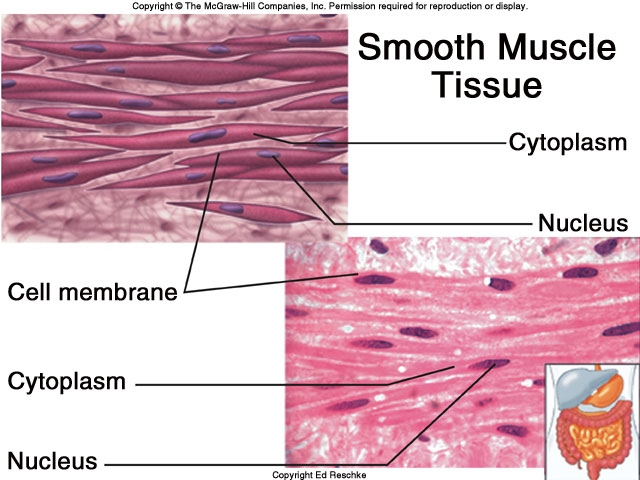 Copyright © The McGraw-Hill Companies, Inc. Permission required for reproduction or display.
Smooth Muscle
Tissue
Cytoplasm
Nucleus
Cell membrane
Cytoplasm
Nucleus
Copyright Ed Reschke